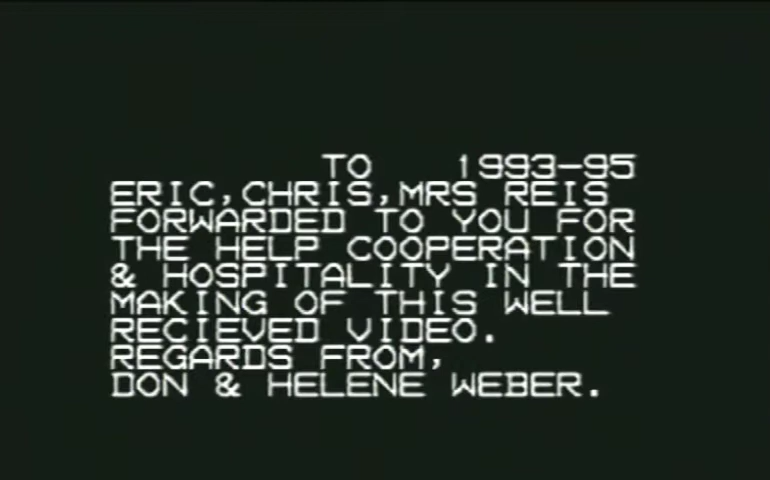 TO 1993-95
ERIC,CHRIS,MRS REIS
FORWARDED TO YOU FOR
THE HELP COOPERATION
& HOSPITALITY IN THE
MAKING OF THIS WELL
RECIEVED VIDEO.
REGARDS FROM,
DON & HELENE WEBER.